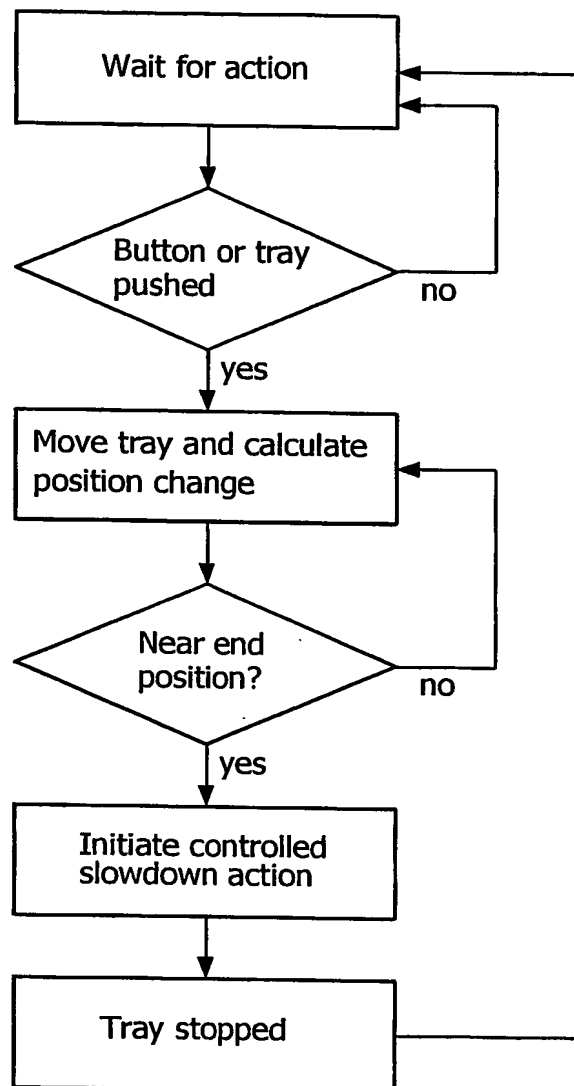 Wait for action
Button or tray
pushed
no
yes
Move tray and calculate
position change
Near end
position?
no
yes
Initiate controlled
slowdown action
Tray stopped